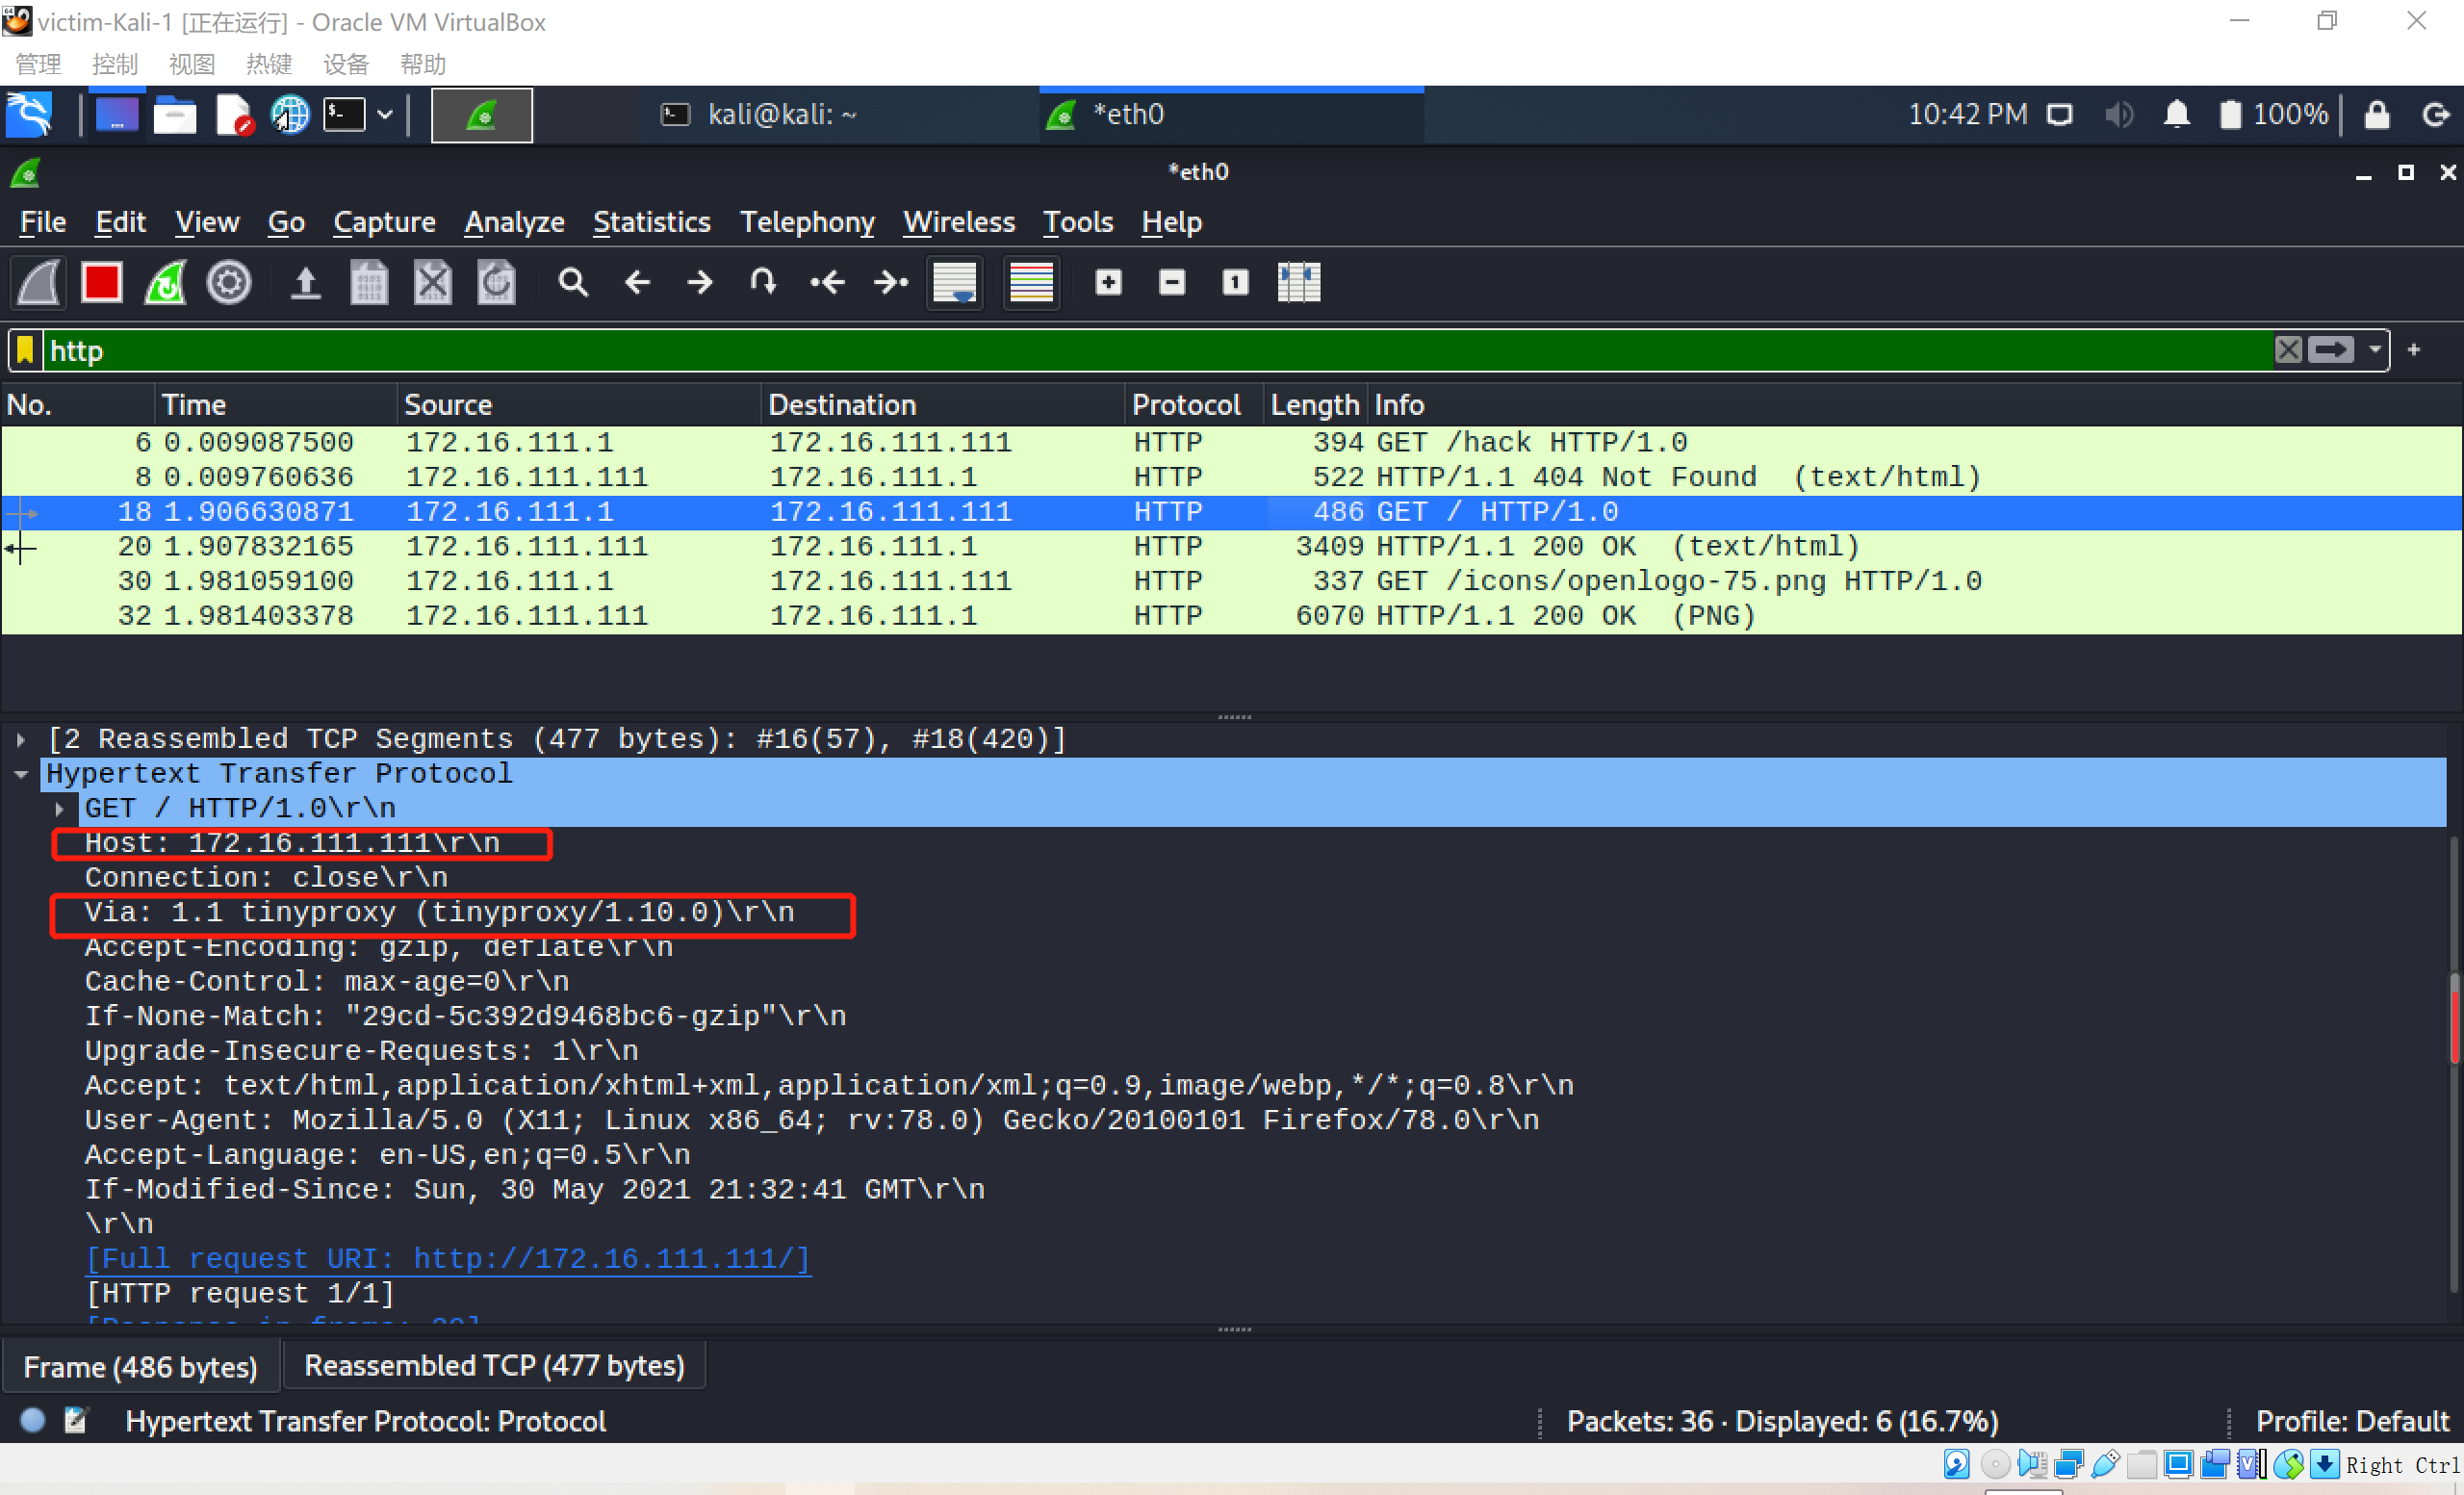 victim-Kali-1 [正在运行] - Oracle VM VirtualBox
管理 控制 视图 热键 设备 帮助
kali@kali: ~ *eth0 10:42 PM 100%
*eth0
File Edit View Go Capture Analyze Statistics Telephony Wireless Tools Help
http
No. Time Source Destination Protocol Length Info
6 0.009087500 172.16.111.1 172.16.111.111 HTTP 394 GET /hack HTTP/1.0
8 0.009760636 172.16.111.111 172.16.111.1 HTTP 522 HTTP/1.1 404 Not Found (text/html)
18 1.906630871 172.16.111.1 172.16.111.111 HTTP 486 GET / HTTP/1.0
20 1.907832165 172.16.111.111 172.16.111.1 HTTP 3409 HTTP/1.1 200 OK (text/html)
30 1.981059100 172.16.111.1 172.16.111.111 HTTP 337 GET /icons/openlogo-75.png HTTP/1.0
32 1.981403378 172.16.111.111 172.16.111.1 HTTP 6070 HTTP/1.1 200 OK (PNG)
[2 Reassembled TCP Segments (477 bytes): #16(57), #18(420)]
Hypertext Transfer Protocol
GET / HTTP/1.0\r\n
Host: 172.16.111.111\r\n
Connection: close\r\n
Via: 1.1 tinyproxy (tinyproxy/1.10.0)\r\n
Accept-Encoding: gzip, deflate\r\n
Cache-Control: max-age=0\r\n
If-None-Match: "29cd-5c392d9468bc6-gzip"\r\n
Upgrade-Insecure-Requests: 1\r\n
Accept: text/html,application/xhtml+xml,application/xml;q=0.9,image/webp,*/*;q=0.8\r\n
User-Agent: Mozilla/5.0 (X11; Linux x86_64; rv:78.0) Gecko/20100101 Firefox/78.0\r\n
Accept-Language: en-US,en;q=0.5\r\n
If-Modified-Since: Sun, 30 May 2021 21:32:41 GMT\r\n
\r\n
[Full request URI: http://172.16.111.111/]
[HTTP request 1/1]
Frame (486 bytes) Reassembled TCP (477 bytes)
Hypertext Transfer Protocol: Protocol Packets: 36 · Displayed: 6 (16.7%) Profile: Default
Right Ctrl